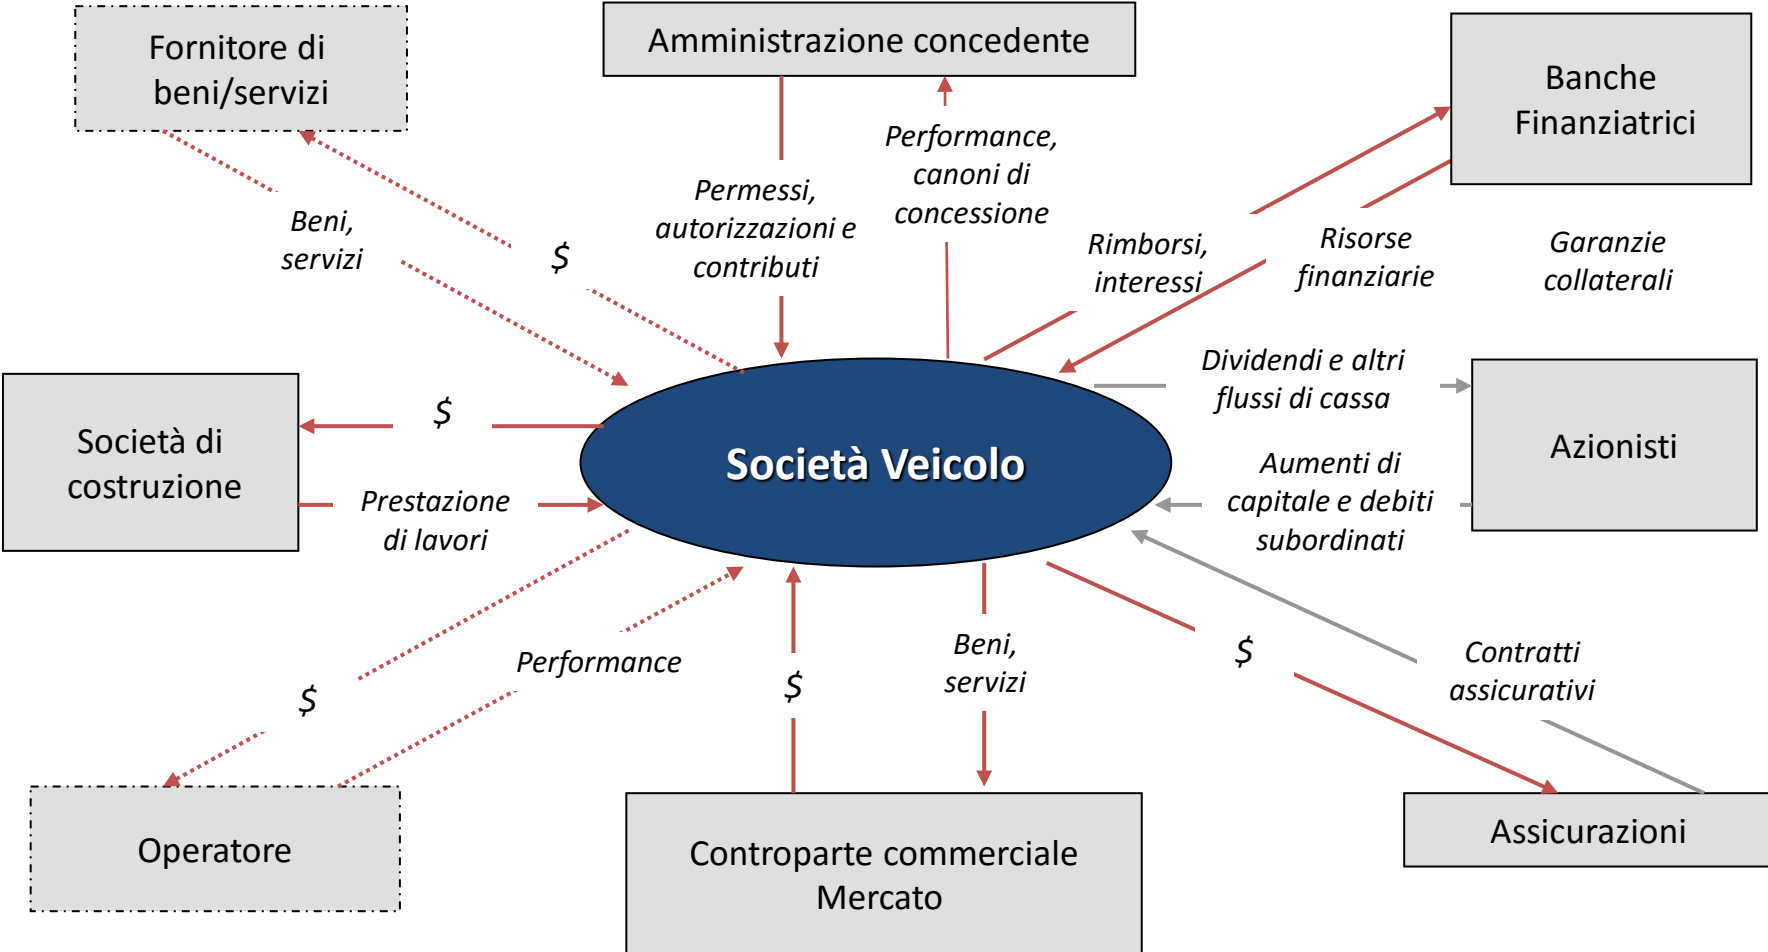 Fornitore di
beni/servizi
Amministrazione concedente
Banche
Finanziatrici
Performance,
canoni di
concessione
Permessi,
autorizzazioni e
contributi
Beni,
servizi
$
Rimborsi,
interessi
Risorse
finanziarie
Garanzie
collaterali
Dividendi e altri
flussi di cassa
Società di
costruzione
$
Prestazione
di lavori
Società Veicolo
Azionisti
Aumenti di
capitale e debiti
subordinati
$
Performance
$
Beni,
servizi
$
Contratti
assicurativi
Operatore
Controparte commerciale
Mercato
Assicurazioni